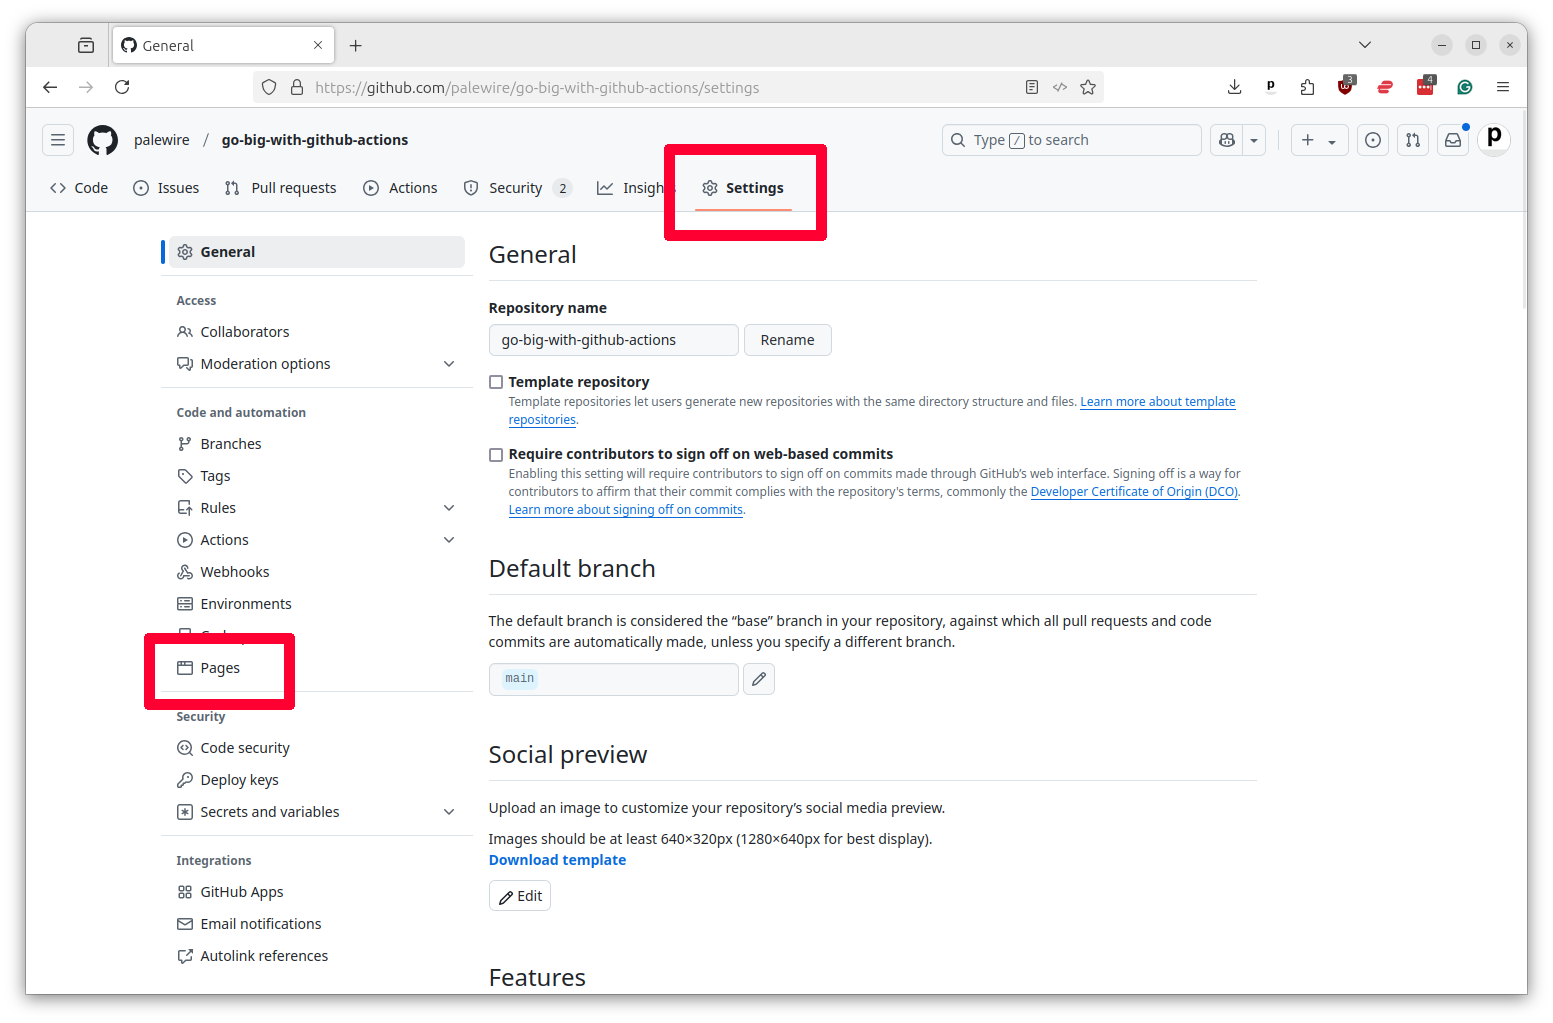 General
https://github.com/palewire/go-big-with-github-actions/settings
p
3
4
palewire / go-big-with-github-actions
Type / to search
p
Code
Issues
Pull requests
Actions
Security 2
Settings
General
Access
Collaborators
Moderation options
Code and automation
Branches
Tags
Rules
Actions
Webhooks
Environments
Pages
Security
Code security
Deploy keys
Secrets and variables
Integrations
GitHub Apps
Email notifications
Autolink references
General
Repository name
go-big-with-github-actions
Rename
Template repository
Template repositories let users generate new repositories with the same directory structure and files. Learn more about template
repositories.
Require contributors to sign off on web-based commits
Enabling this setting will require contributors to sign off on commits made through GitHub's web interface. Signing off is a way for
contributors to affirm that their commit complies with the repository's terms, commonly the Developer Certificate of Origin (DCO).
Learn more about signing off on commits.
Default branch
The default branch is considered the “base” branch in your repository, against which all pull requests and code
commits are automatically made, unless you specify a different branch.
main
Social preview
Upload an image to customize your repository’s social media preview.
Images should be at least 640×320px (1280×640px for best display).
Download template
Edit
Features